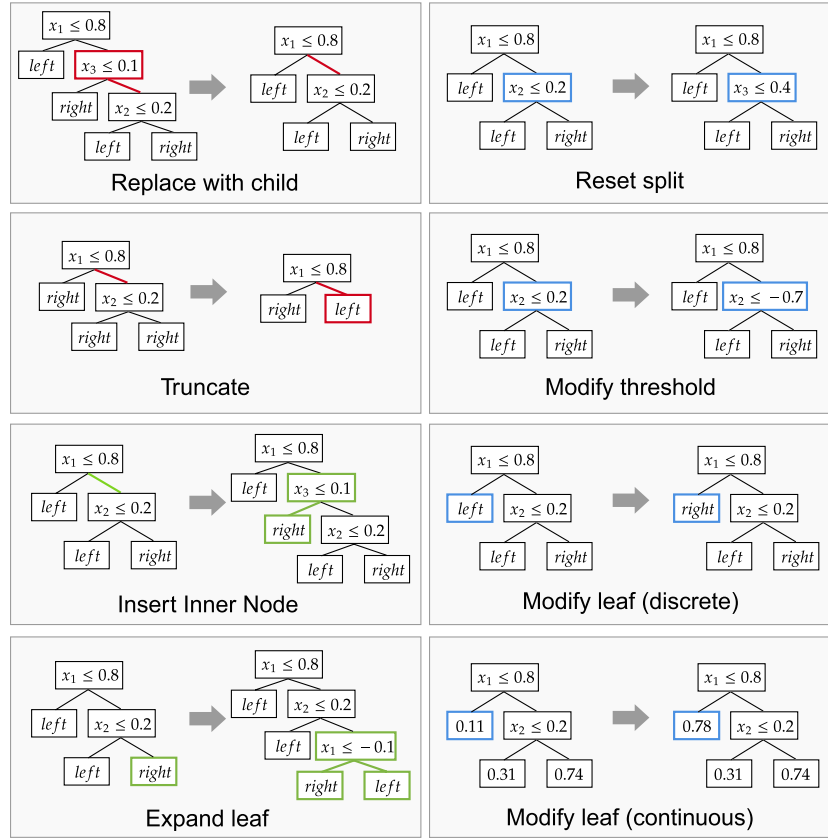 x₁ ≤ 0.8
left
x₃ ≤ 0.1
right
x₂ ≤ 0.2
left
right
x₁ ≤ 0.8
left
x₂ ≤ 0.2
left
right
Replace with child
x₁ ≤ 0.8
left
x₂ ≤ 0.2
left
right
x₁ ≤ 0.8
left
x₃ ≤ 0.4
left
right
Reset split
x₁ ≤ 0.8
right
x₂ ≤ 0.2
right
right
x₁ ≤ 0.8
right
left
Truncate
x₁ ≤ 0.8
left
x₂ ≤ 0.2
left
right
x₁ ≤ 0.8
left
x₂ ≤ −0.7
left
right
Modify threshold
x₁ ≤ 0.8
left
x₂ ≤ 0.2
left
right
x₁ ≤ 0.8
left
x₃ ≤ 0.1
right
x₂ ≤ 0.2
left
right
Insert Inner Node
x₁ ≤ 0.8
left
x₂ ≤ 0.2
left
right
x₁ ≤ 0.8
right
x₂ ≤ 0.2
left
right
Modify leaf (discrete)
x₁ ≤ 0.8
left
x₂ ≤ 0.2
left
right
x₁ ≤ 0.8
left
x₂ ≤ 0.2
left
x₁ ≤ −0.1
right
left
Expand leaf
x₁ ≤ 0.8
0.11
x₂ ≤ 0.2
0.31
0.74
x₁ ≤ 0.8
0.78
x₂ ≤ 0.2
0.31
0.74
Modify leaf (continuous)